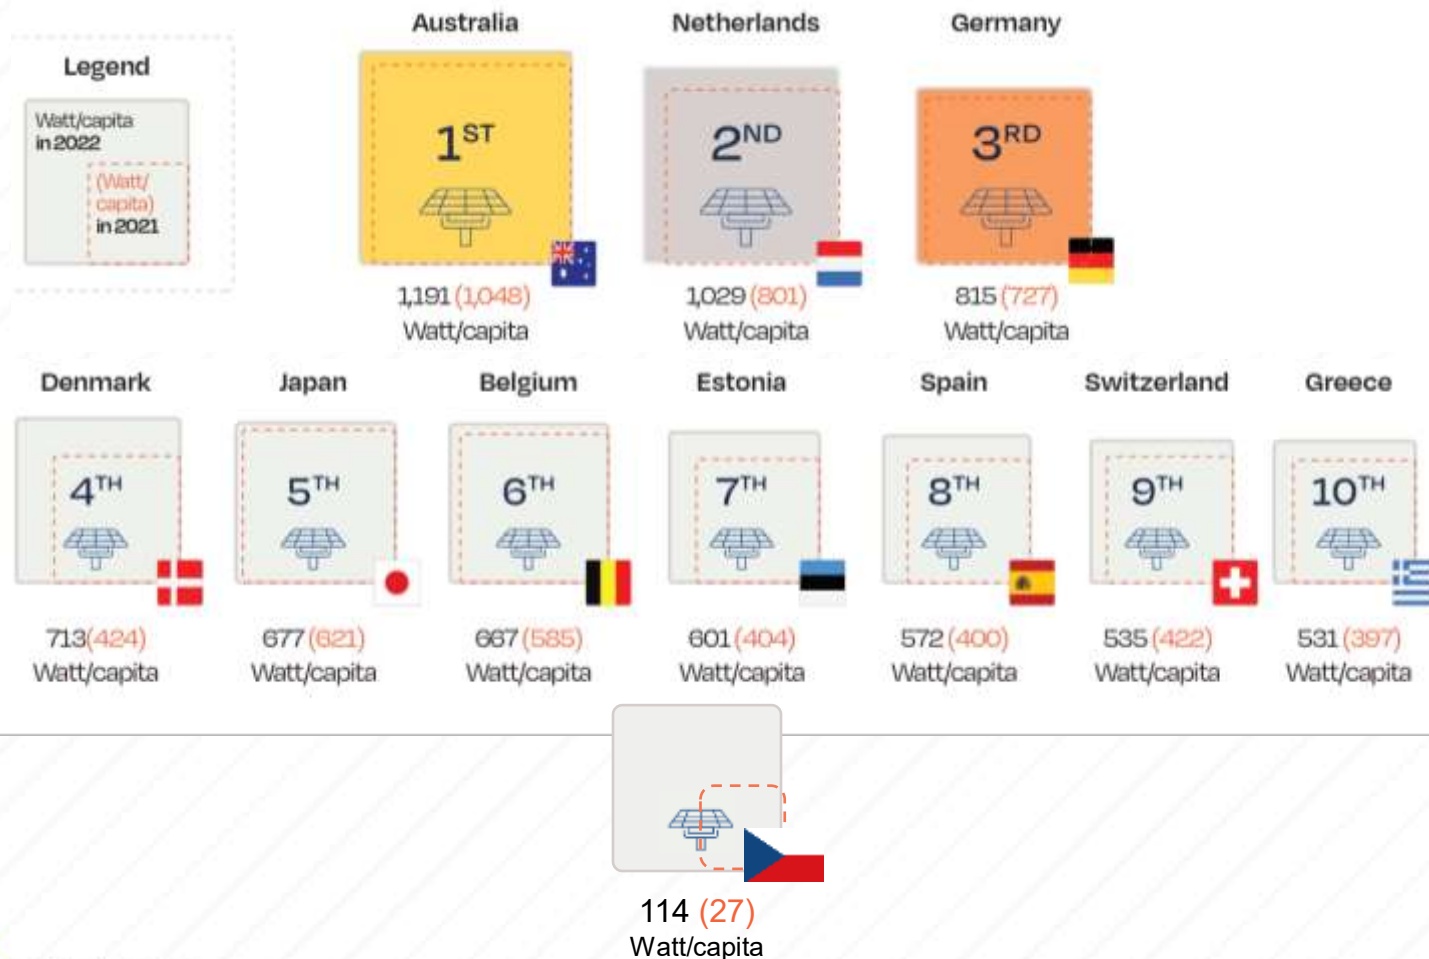 Australia
Netherlands
Germany
Legend
Watt/capita
in 2022
(Watt/
capita)
in 2021
1ST
2ND
3RD
1,191 (1,048)
Watt/capita
1,029 (801)
Watt/capita
815 (727)
Watt/capita
Denmark
Japan
Belgium
Estonia
Spain
Switzerland
Greece
4TH
5TH
6TH
7TH
8TH
9TH
10TH
713(424)
Watt/capita
677 (621)
Watt/capita
667 (585)
Watt/capita
601 (404)
Watt/capita
572 (400)
Watt/capita
535 (422)
Watt/capita
531 (397)
Watt/capita
114 (27)
Watt/capita